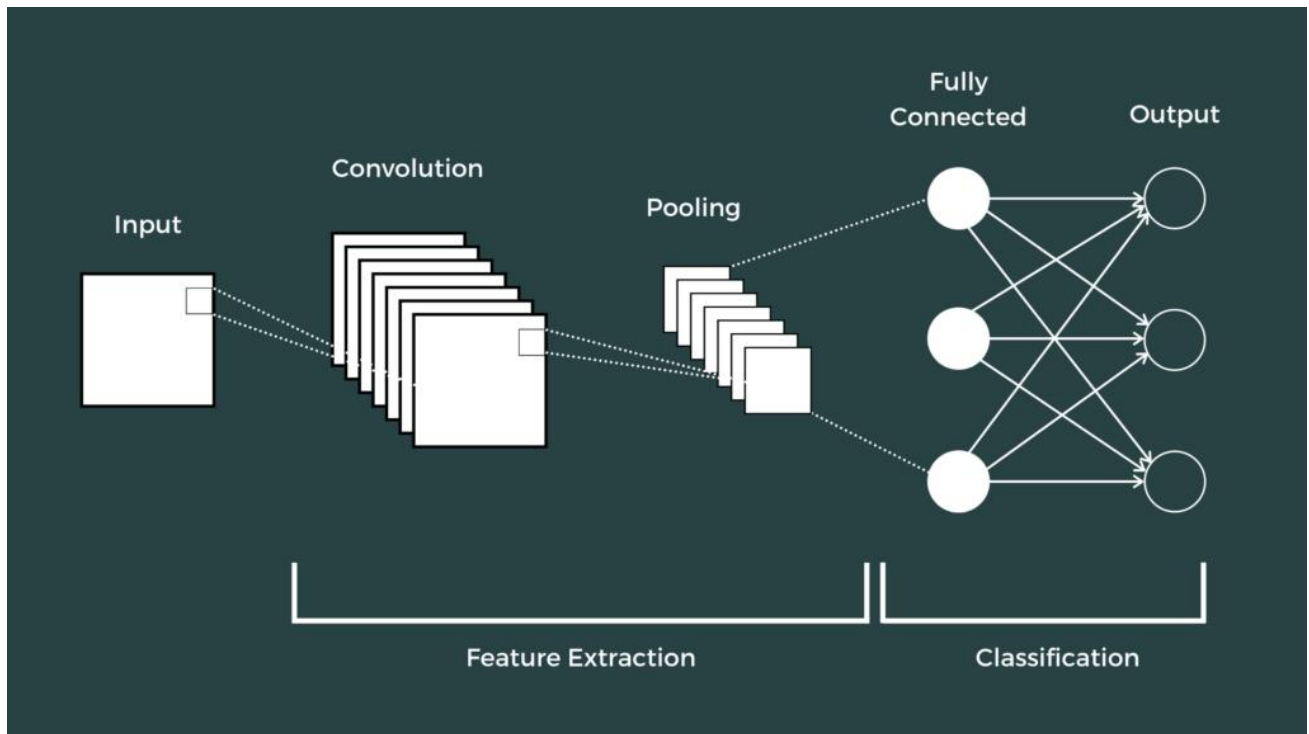 Input
Convolution
Pooling
Fully
Connected
Output
Feature Extraction
Classification